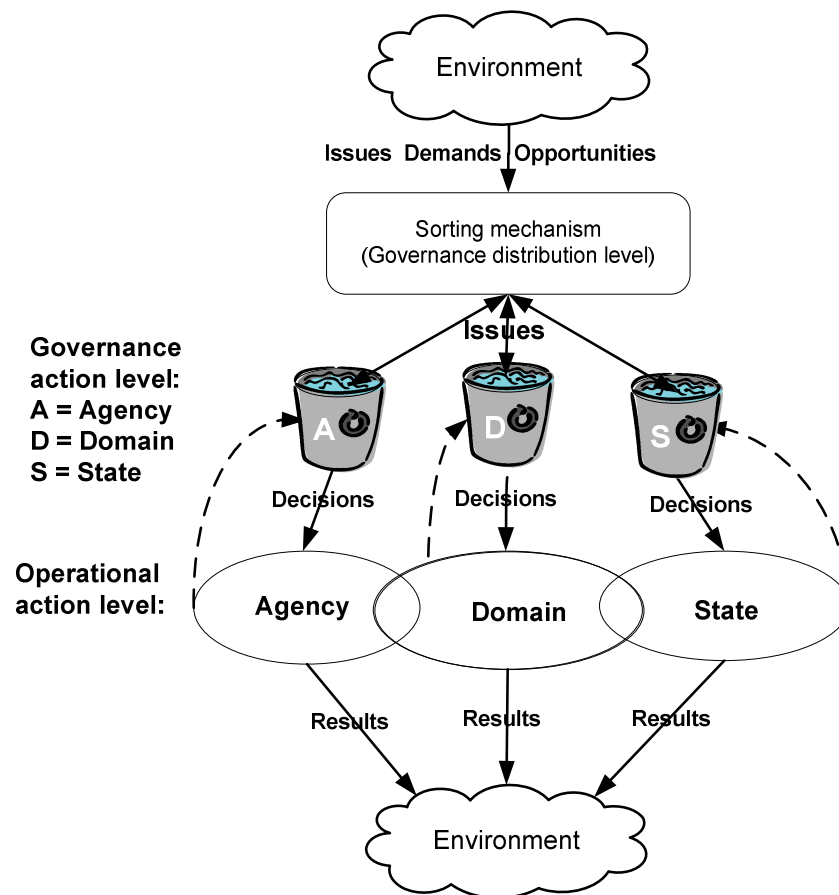 Environment
Issues Demands Opportunities
Sorting mechanism
(Governance distribution level)
Issues
Governance
action level:
A = Agency
D = Domain
S = State
A
D
S
Decisions
Decisions
Decisions
Operational
action level:
Agency
Domain
State
Results
Results
Results
Environment